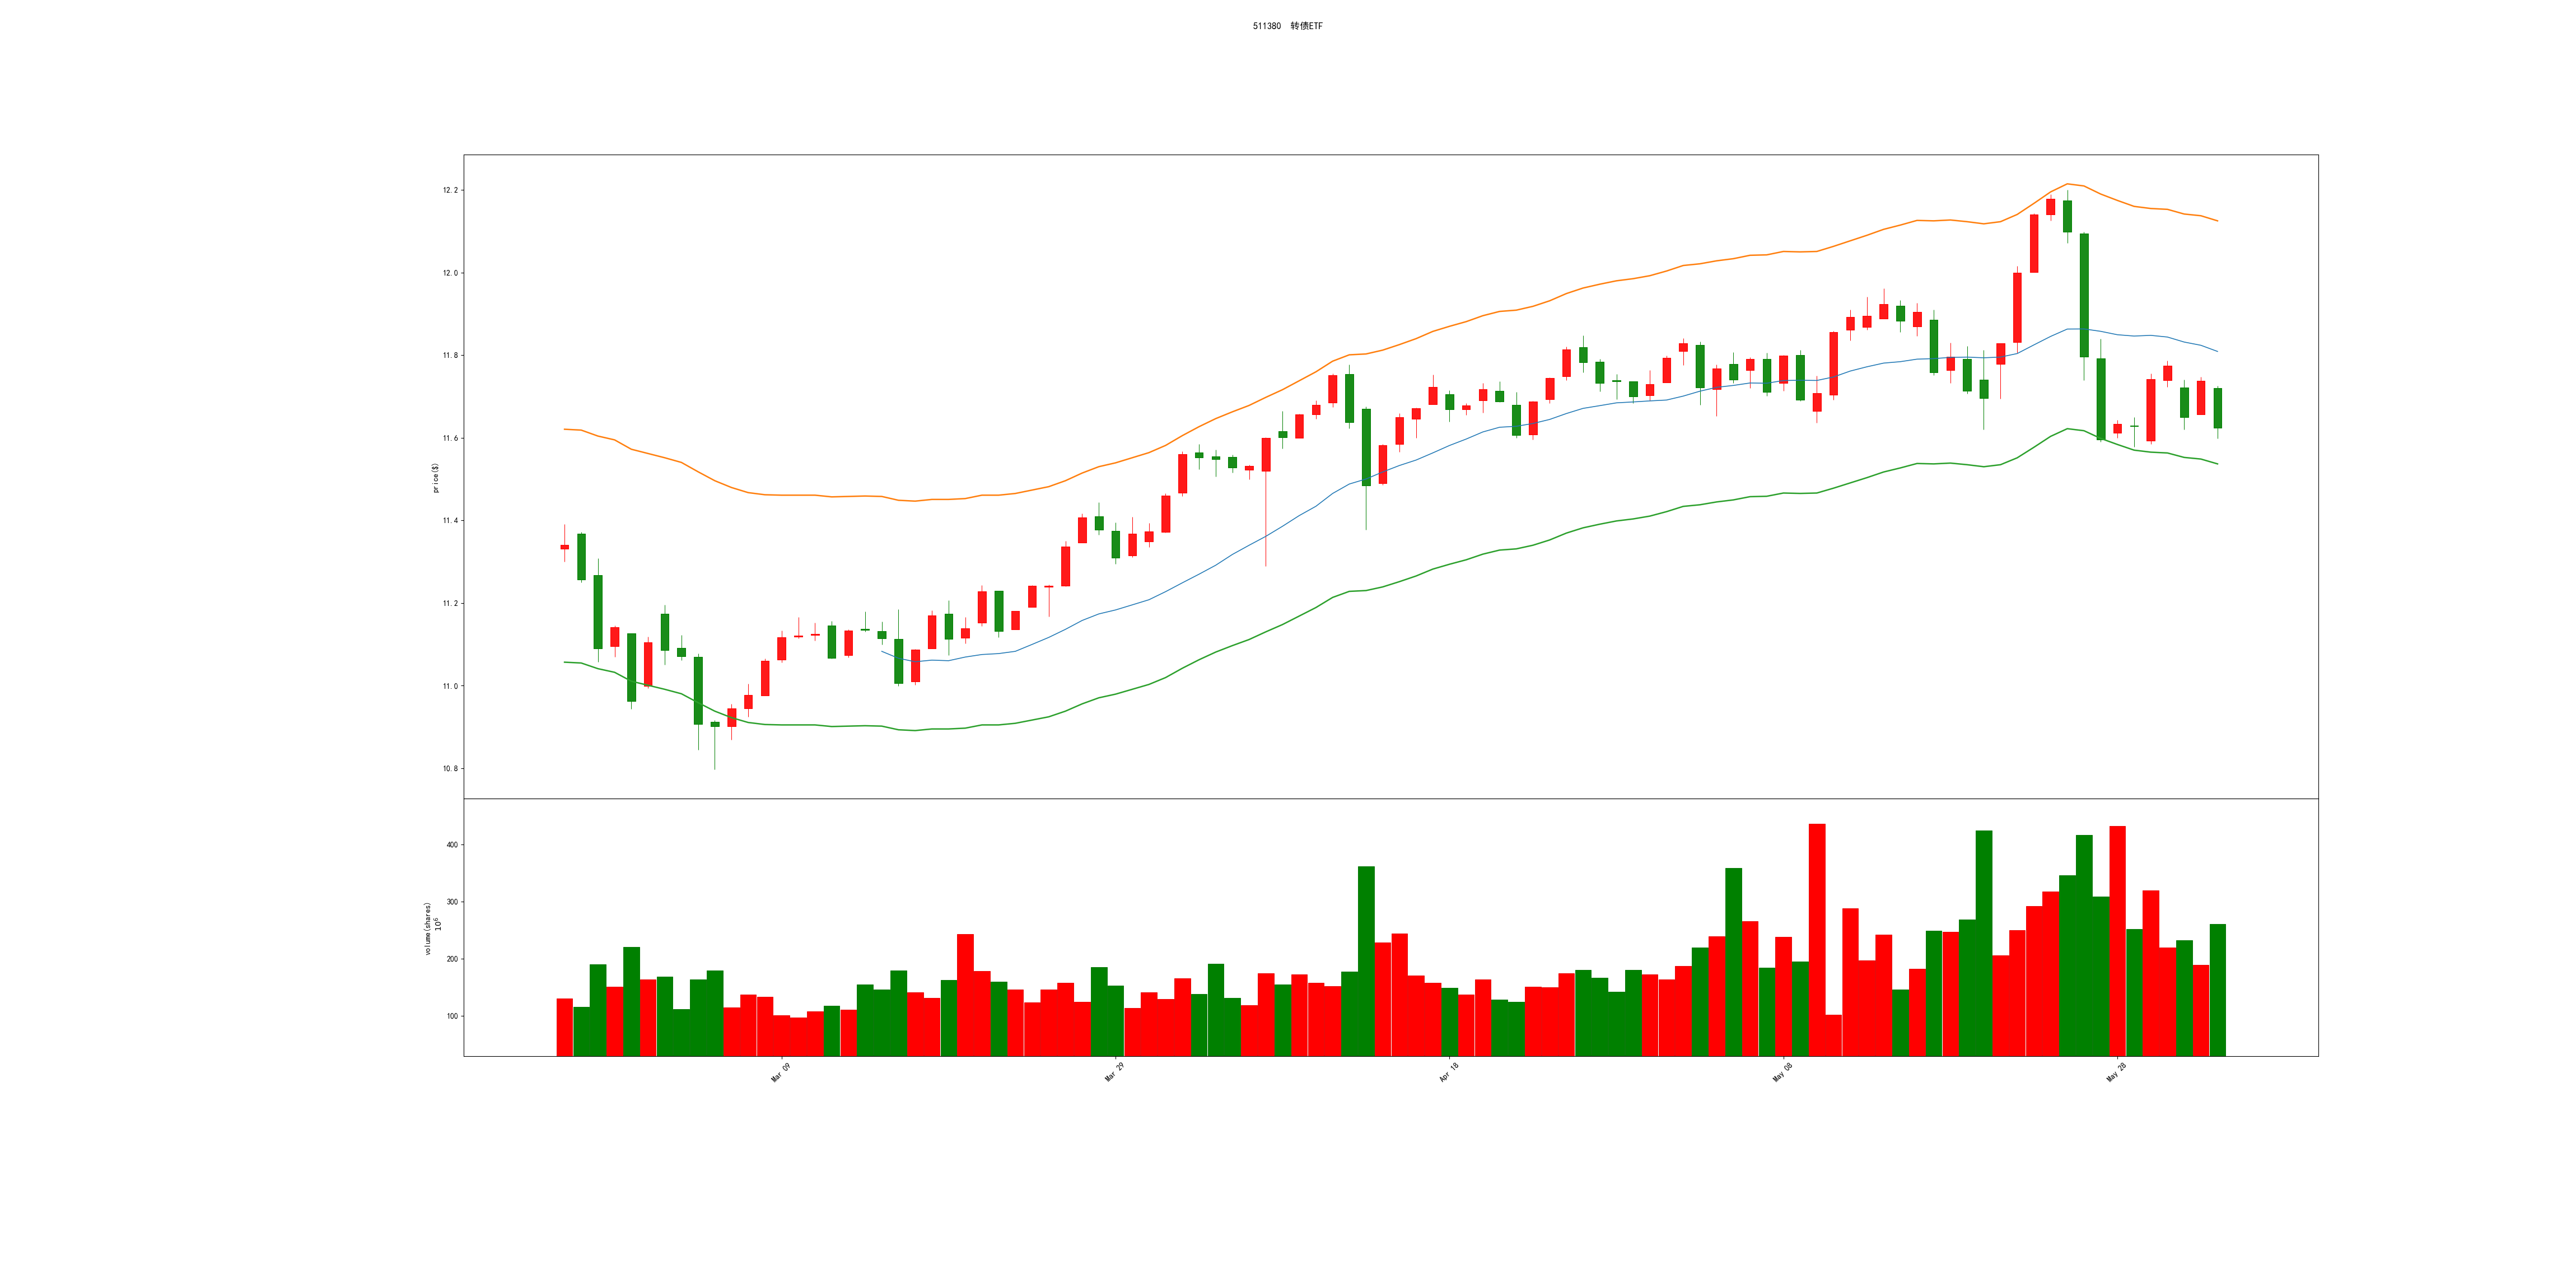 511380  转债ETF
12.2
12.0
11.8
11.6
11.4
11.2
11.0
10.8
price($)
400
300
200
100
volume(shares)
10^6
Mar 09
Mar 29
Apr 18
May 08
May 28